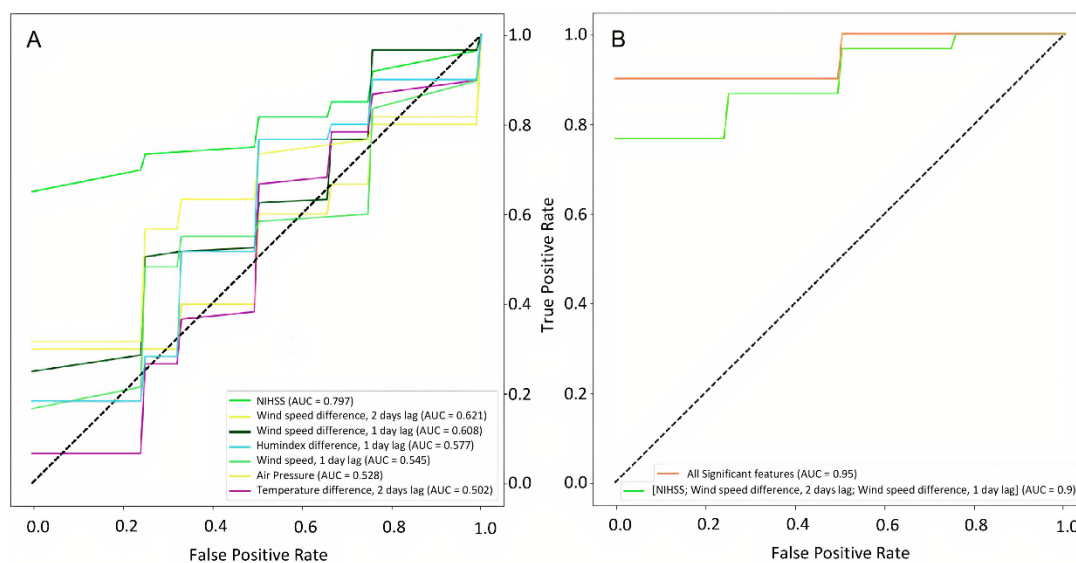 A
1.0
0.8
0.6
0.4
0.2
0.0
NIHSS (AUC = 0.797)
Wind speed difference, 2 days lag (AUC = 0.621)
Wind speed difference, 1 day lag (AUC = 0.608)
Humindex difference, 1 day lag (AUC = 0.577)
Wind speed, 1 day lag (AUC = 0.545)
Air Pressure (AUC = 0.528)
Temperature difference, 2 days lag (AUC = 0.502)
0.0 0.2 0.4 0.6 0.8 1.0
False Positive Rate
True Positive Rate
B
1.0
0.8
0.6
0.4
0.2
0.0
All Significant features (AUC = 0.95)
[NIHSS; Wind speed difference, 2 days lag; Wind speed difference, 1 day lag] (AUC = 0.9)
0.0 0.2 0.4 0.6 0.8 1.0
False Positive Rate